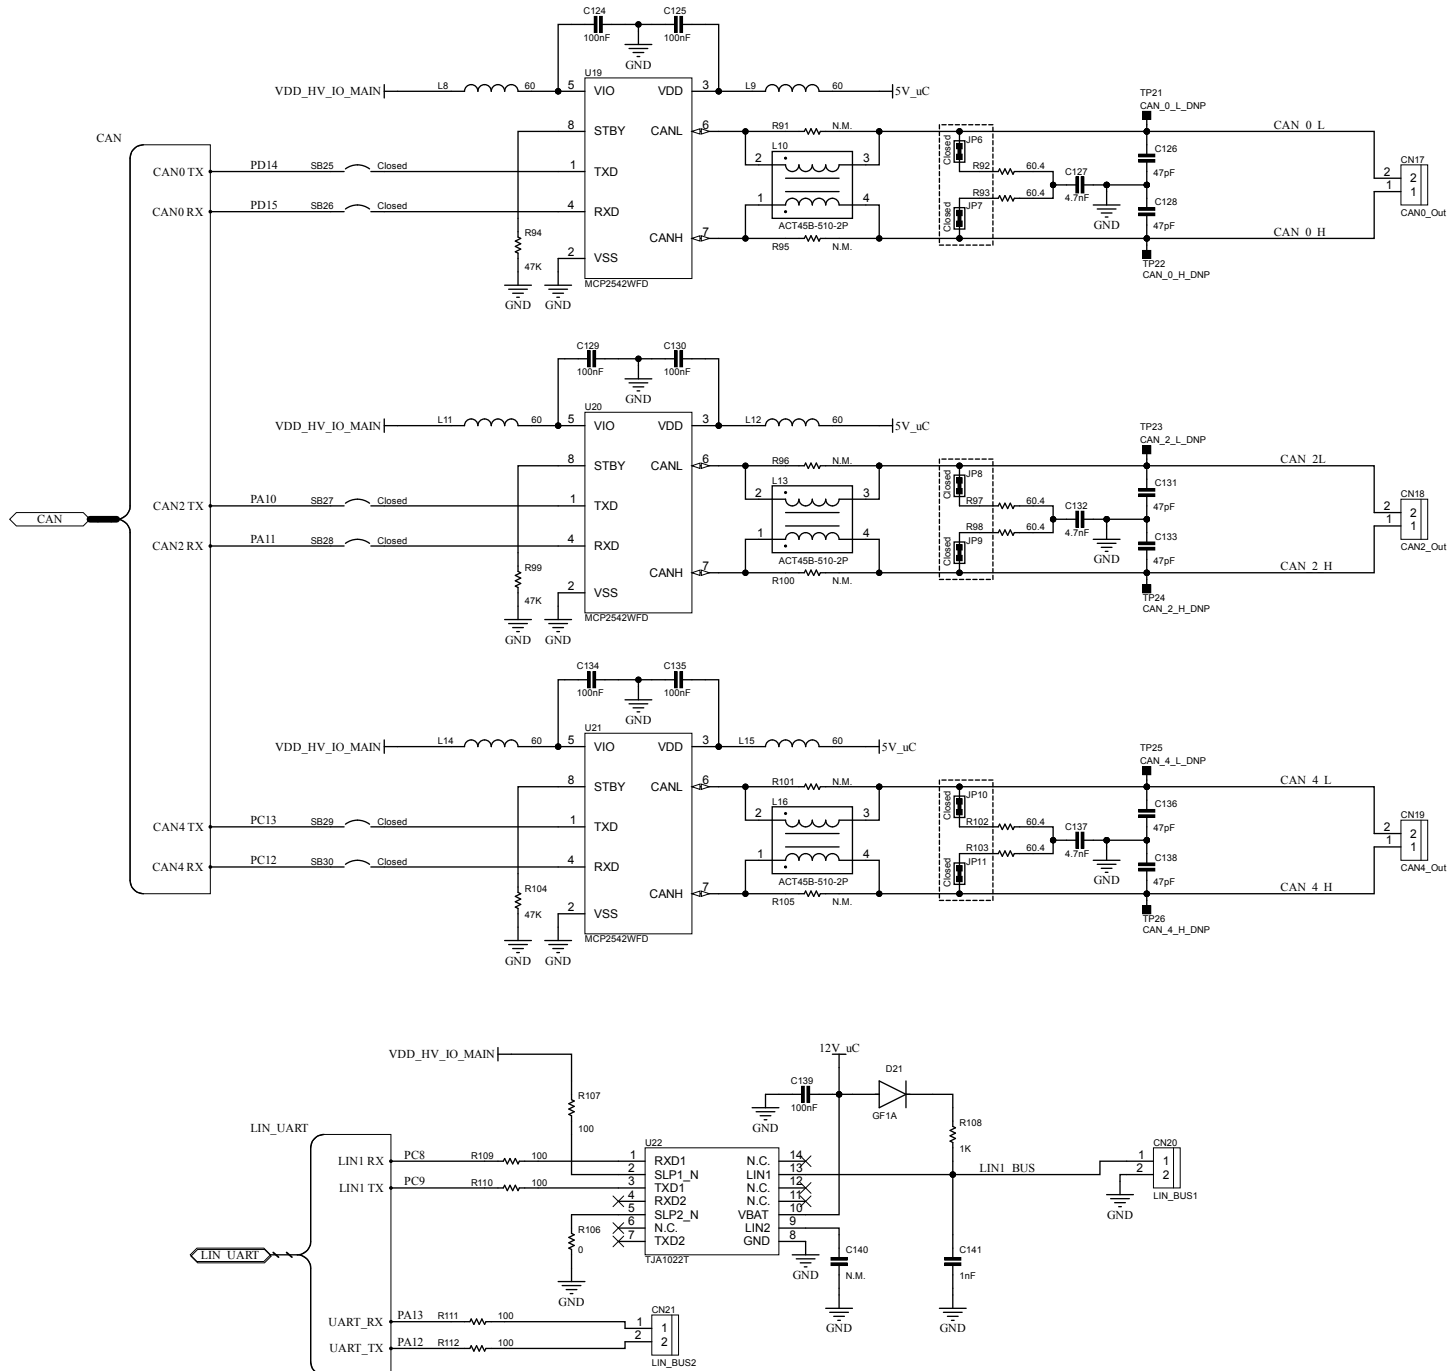 C124
C125
100nF
100nF
GND
U19
VDD_HV_IO_MAIN
L8
60
5
VIO
VDD
3
L9
60
5V_uC
TP21
CAN_0_L_DNP
CAN
8
STBY
CANL
6
R91
N.M.
CAN_0_L
L10
2
3
Closed
JP6
C126
47pF
CN17
CAN0 TX
PD14
SB25
Closed
1
TXD
R92
60.4
C127
4.7nF
2
2
1
1
CAN0 RX
PD15
SB26
Closed
4
RXD
1
4
R93
60.4
Closed
JP7
GND
C128
47pF
CAN0_Out
ACT45B-510-2P
R94
47K
CANH
7
R95
N.M.
CAN_0_H
2
VSS
TP22
CAN_0_H_DNP
GND
GND
MCP2542WFD
C129
C130
100nF
100nF
GND
U20
VDD_HV_IO_MAIN
L11
60
5
VIO
VDD
3
L12
60
5V_uC
TP23
CAN_2_L_DNP
8
STBY
CANL
6
R96
N.M.
CAN_2L
L13
2
3
Closed
JP8
C131
47pF
CN18
CAN2 TX
PA10
SB27
Closed
1
TXD
R97
60.4
C132
4.7nF
2
2
1
1
CAN
CAN2 RX
PA11
SB28
Closed
4
RXD
1
4
R98
60.4
Closed
JP9
GND
C133
47pF
CAN2_Out
ACT45B-510-2P
R99
47K
CANH
7
R100
N.M.
CAN_2_H
2
VSS
TP24
CAN_2_H_DNP
GND
GND
MCP2542WFD
C134
C135
100nF
100nF
GND
U21
VDD_HV_IO_MAIN
L14
60
5
VIO
VDD
3
L15
60
5V_uC
TP25
CAN_4_L_DNP
8
STBY
CANL
6
R101
N.M.
CAN_4_L
L16
2
3
Closed
JP10
C136
47pF
CN19
CAN4 TX
PC13
SB29
Closed
1
TXD
R102
60.4
C137
4.7nF
2
2
1
1
CAN4 RX
PC12
SB30
Closed
4
RXD
1
4
R103
60.4
Closed
JP11
GND
C138
47pF
CAN4_Out
ACT45B-510-2P
R104
47K
CANH
7
R105
N.M.
CAN_4_H
2
VSS
TP26
CAN_4_H_DNP
GND
GND
MCP2542WFD
VDD_HV_IO_MAIN
12V_uC
C139
100nF
GND
D21
GF1A
R107
100
R108
1K
LIN_UART
U22
CN20
LIN1 RX
PC8
R109
100
1
RXD1
N.C.
14
2
SLP1_N
LIN1
13
LIN1_BUS
1
1
2
2
LIN1 TX
PC9
R110
100
3
TXD1
N.C.
12
4
RXD2
N.C.
11
LIN_BUS1
5
SLP2_N
VBAT
10
GND
6
N.C.
LIN2
9
7
TXD2
GND
8
R106
0
TJA1022T
GND
C140
N.M.
C141
1nF
LIN_UART
GND
GND
GND
CN21
UART_RX
PA13
R111
100
1
1
UART_TX
PA12
R112
100
2
2
LIN_BUS2